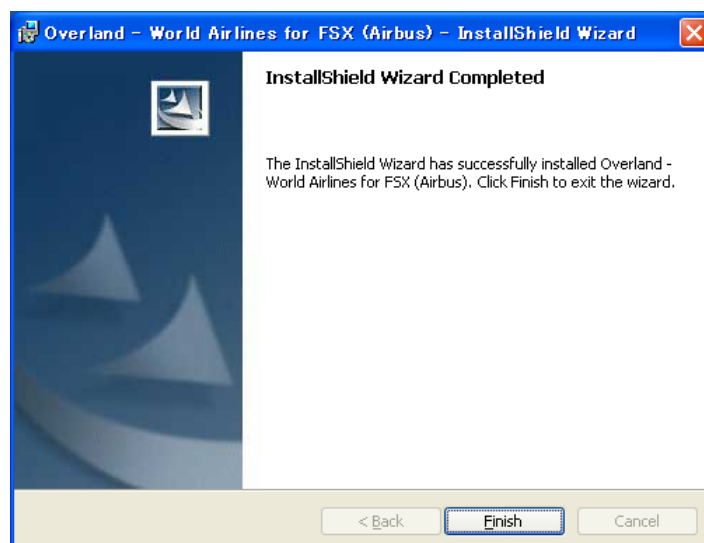 Overland - World Airlines for FSX (Airbus) - InstallShield Wizard
InstallShield Wizard Completed
The InstallShield Wizard has successfully installed Overland -
World Airlines for FSX (Airbus). Click Finish to exit the wizard.
< Back
Finish
Cancel